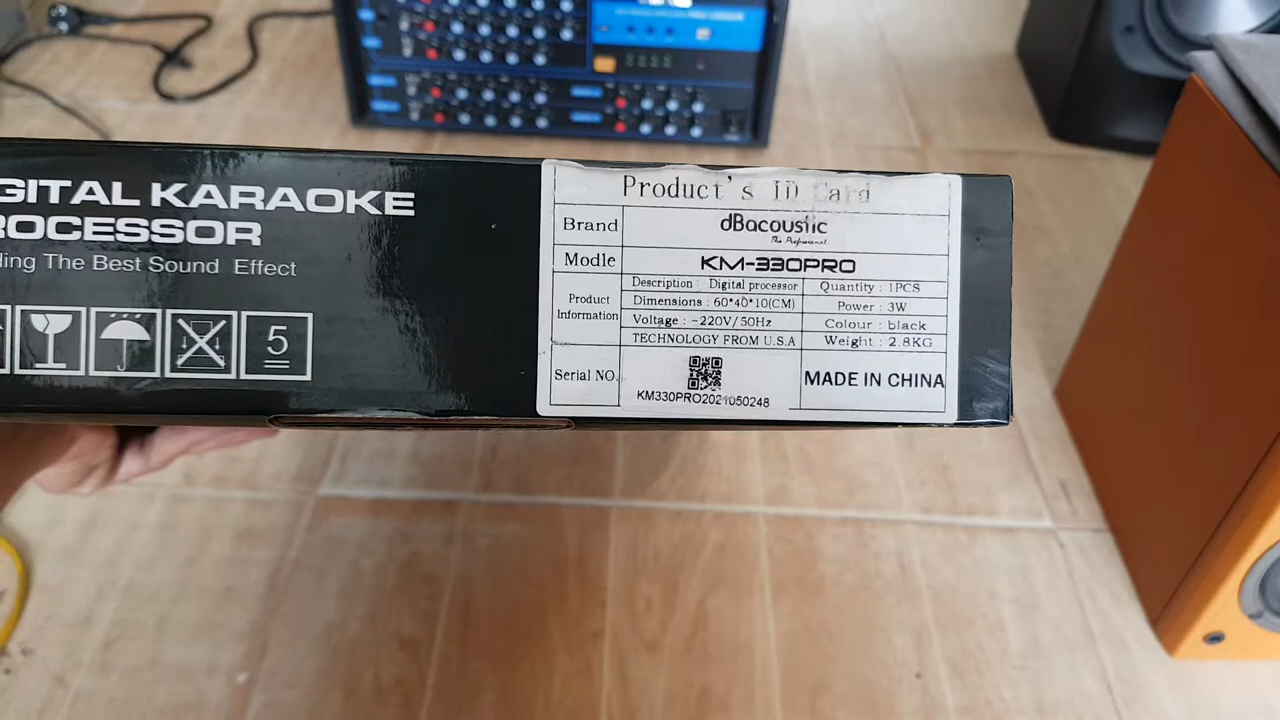 GITAL KARAOKE
ROCESSOR
ding The Best Sound Effect
5
Product's ID Card
Brand
dBacoustic
The Professional
Modle
KM-330PRO
Product
Information
Description : Digital processor
Quantity : 1PCS
Dimensions : 60*40*10(CM)
Power : 3W
Voltage : ~220V/50Hz
Colour : black
TECHNOLOGY FROM U.S.A
Weight : 2.8KG
Serial NO.
KM330PRO2021050248
MADE IN CHINA